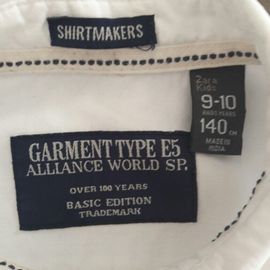 SHIRTMAKERS
Zara
Kids
9-10
140 CM
MADE IN
INDIA
GARMENT TYPE E5
ALLIANCE WORLD SP.
OVER 100 YEARS
BASIC EDITION
TRADEMARK